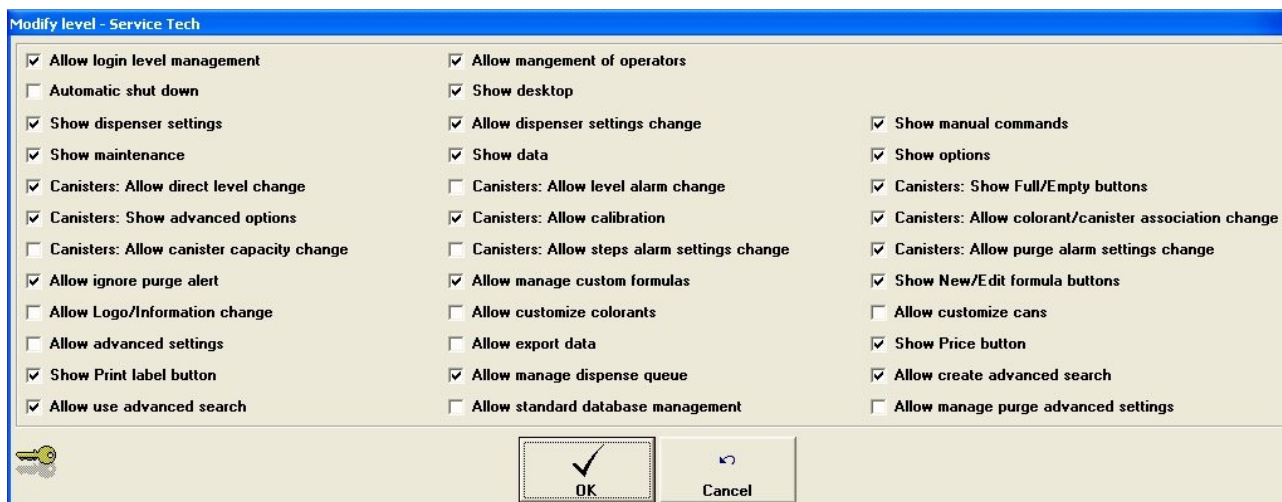 Modify level - Service Tech
Allow login level management Allow mangement of operators
Automatic shut down Show desktop
Show dispenser settings Allow dispenser settings change Show manual commands
Show maintenance Show data Show options
Canisters: Allow direct level change Canisters: Allow level alarm change Canisters: Show Full/Empty buttons
Canisters: Show advanced options Canisters: Allow calibration Canisters: Allow colorant/canister association change
Canisters: Allow canister capacity change Canisters: Allow steps alarm settings change Canisters: Allow purge alarm settings change
Allow ignore purge alert Allow manage custom formulas Show New/Edit formula buttons
Allow Logo/Information change Allow customize colorants Allow customize cans
Allow advanced settings Allow export data Show Price button
Show Print label button Allow manage dispense queue Allow create advanced search
Allow use advanced search Allow standard database management Allow manage purge advanced settings
OK Cancel